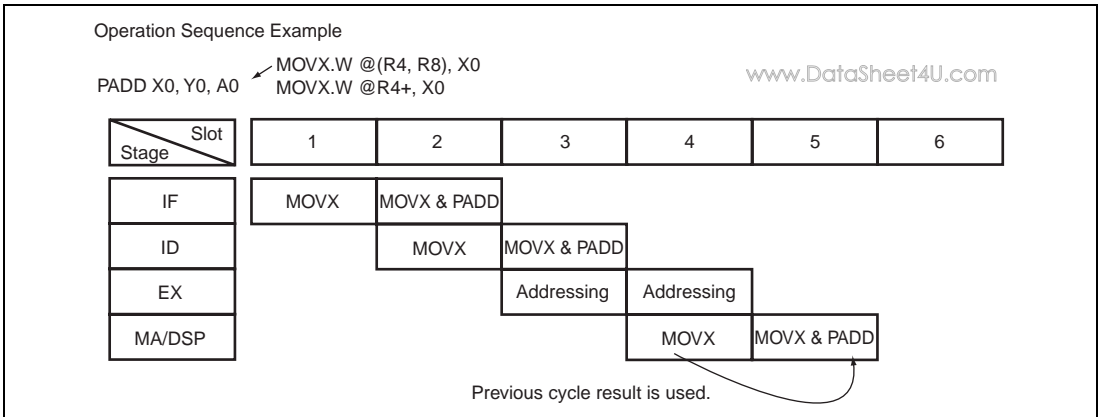 Operation Sequence Example
MOVX.W @(R4, R8), X0
PADD X0, Y0, A0 MOVX.W @R4+, X0
www.DataSheet4U.com
Slot
Stage
1 2 3 4 5 6
IF MOVX MOVX & PADD
ID MOVX MOVX & PADD
EX Addressing Addressing
MA/DSP MOVX MOVX & PADD
Previous cycle result is used.